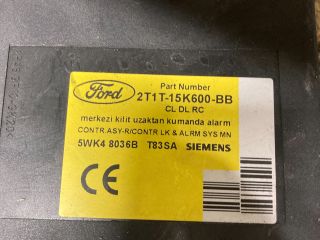 Ford
Part Number
2T1T-15K600-BB
CL DL RC
merkezi kilit uzaktan kumanda alarm
CONTR.ASY-R/CONTR LK & ALARM SYS MN
5WK4 8036B T83SA SIEMENS
CE